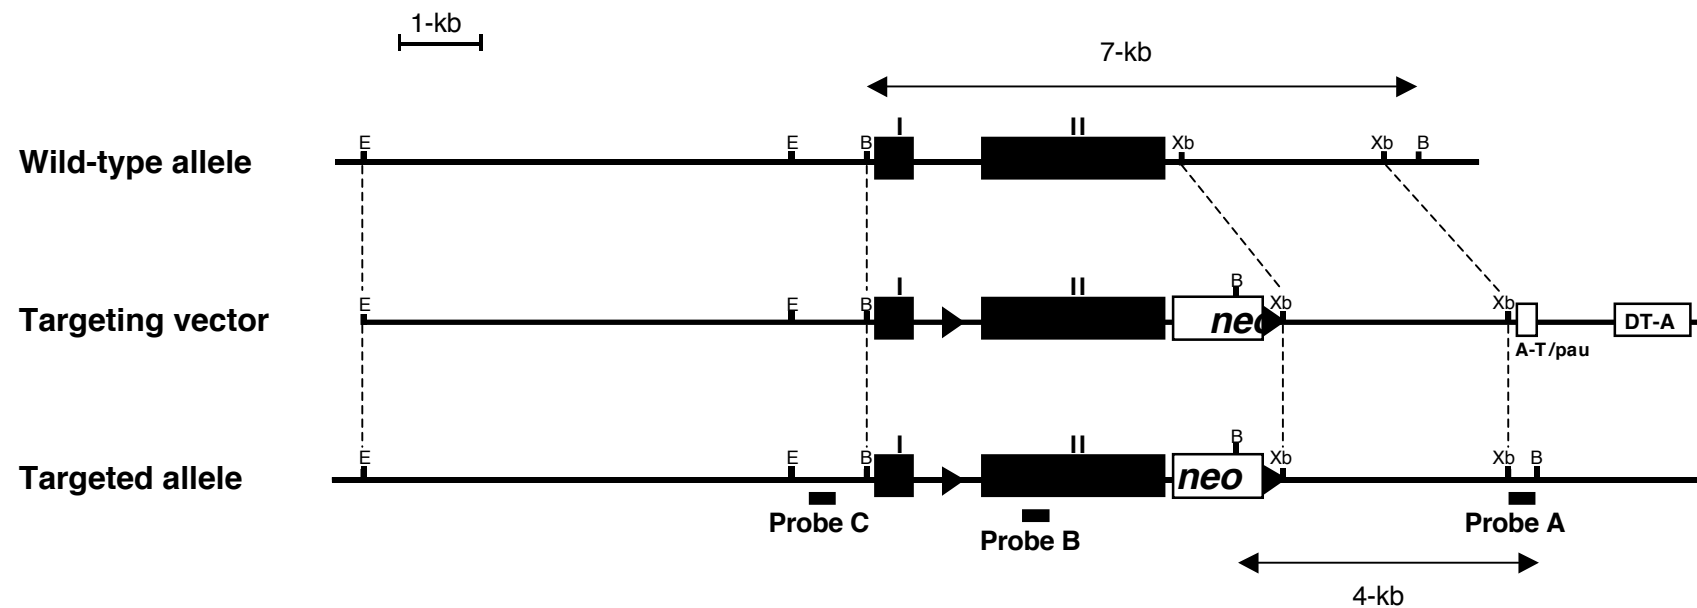 1-kb
7-kb
I II
E E B Xb Xb B
Wild-type allele
I II
B
E E B Xb Xb
Targeting vector neo DT-A
A-T/pau
I II
B
E E B Xb Xb B
Targeted allele neo
Probe C Probe B Probe A
4-kb